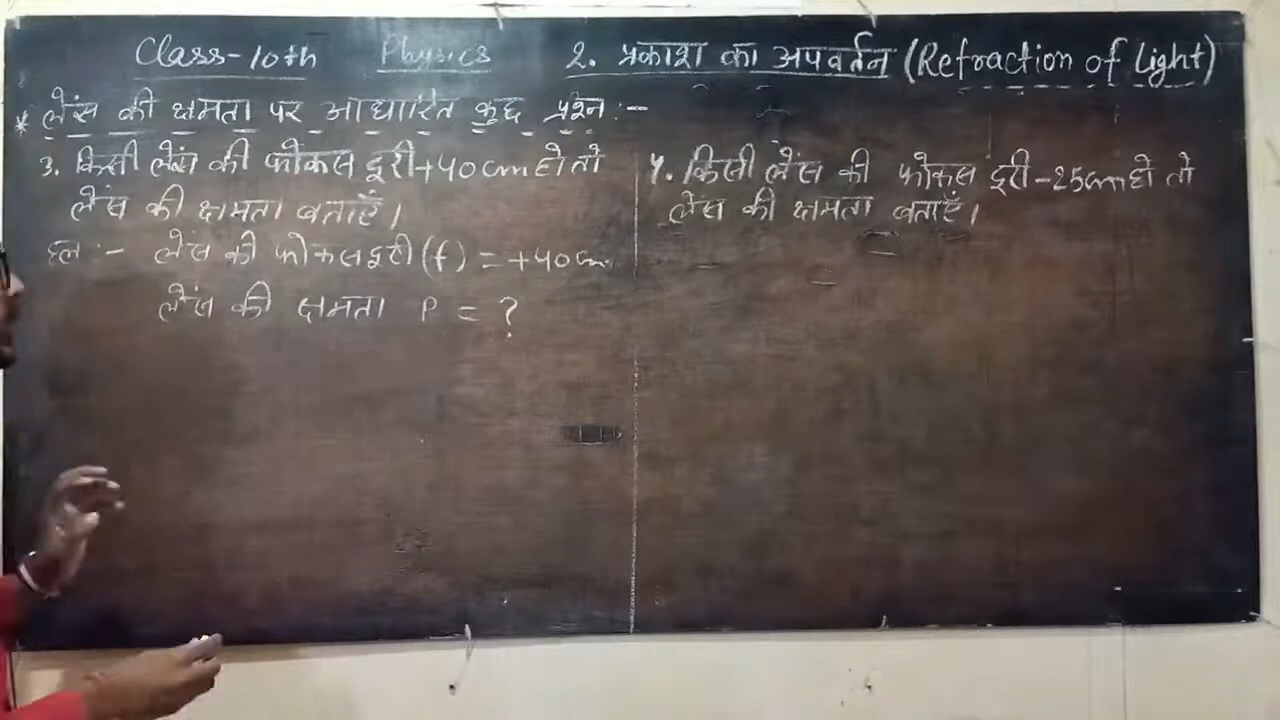 Class-10th Physics 2. प्रकाश का अपवर्तन (Refraction of Light)
* लेंस की क्षमता पर आधारित कुछ प्रश्न :-
3. किसी लेंस की फोकस दूरी +40cm हो तो
लेंस की क्षमता बताएँ।
हल :- लेंस की फोकस दूरी (f) = +40cm
लेंस की क्षमता P = ?
4. किसी लेंस की फोकस दूरी -25cm हो तो
लेंस की क्षमता बताएँ।